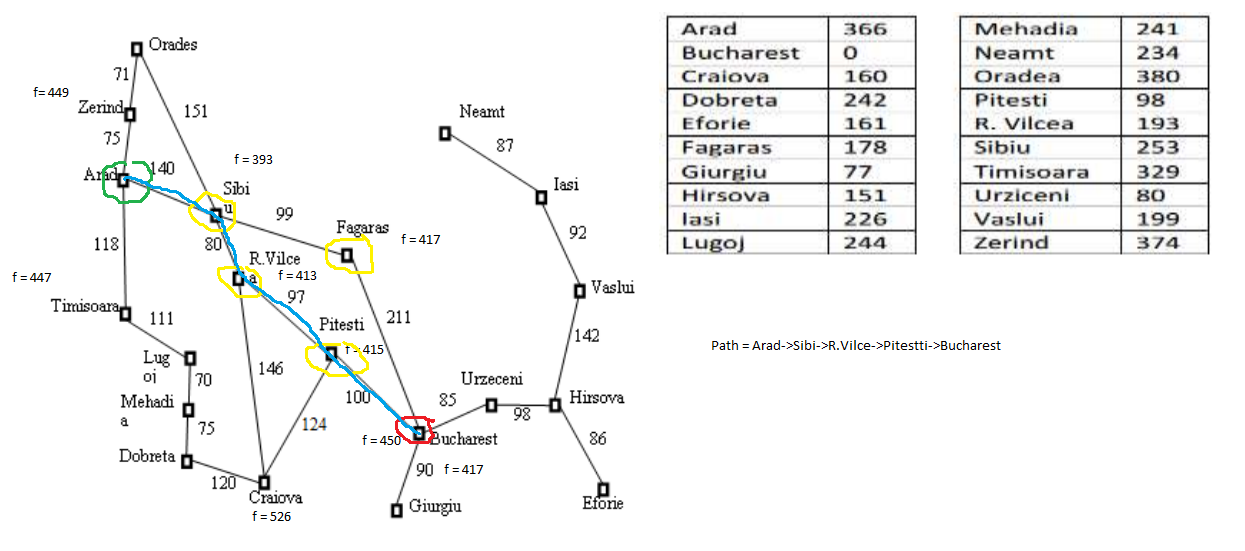 Orades
71
f= 449
Zerind
151
75
Arad
140
f = 393
Sibi
u
99
118
80
Fagaras
f = 417
R.Vilce
a
f = 413
f = 447
97
Timisoara
111
Pitesti
211
f = 415
Lug
oj
70
146
100
Mehadi
a
75
124
f = 450
Bucharest
Dobreta
120
90
f = 417
Craiova
f = 526
Giurgiu
Neamt
87
Iasi
92
Vaslui
142
Urzeceni
85
98
Hirsova
86
Eforie
Arad 366
Bucharest 0
Craiova 160
Dobreta 242
Eforie 161
Fagaras 178
Giurgiu 77
Hirsova 151
Iasi 226
Lugoj 244
Mehadia 241
Neamt 234
Oradea 380
Pitesti 98
R. Vilcea 193
Sibiu 253
Timisoara 329
Urziceni 80
Vaslui 199
Zerind 374
Path = Arad->Sibi->R.Vilce->Pitestti->Bucharest